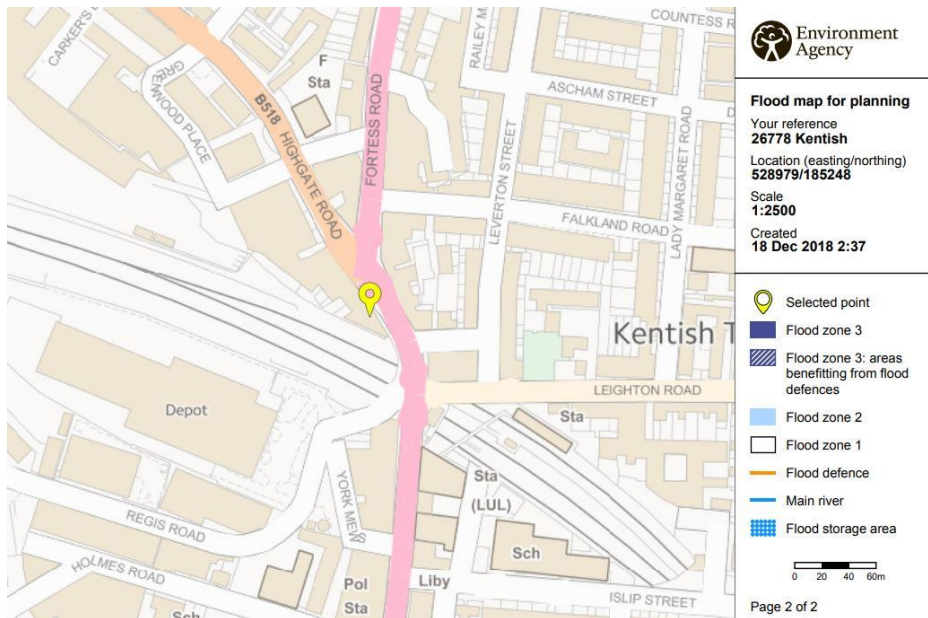 CARKER'S L
GREENWOOD PLACE
B518 HIGHGATE ROAD
F
Sta
FORTESS ROAD
RAILEY M
COUNTESS R
ASCHAM STREET
LADY MARGARET ROAD
LEVERTON STREET
FALKLAND ROAD
D
Kentish T
LEIGHTON ROAD
Depot
Sta
Sta
(LUL)
YORK MEWS
REGIS ROAD
Sch
HOLMES ROAD
Pol
Sta
Liby
ISLIP STREET
Sch
Environment
Agency
Flood map for planning
Your reference
26778 Kentish
Location (easting/northing)
528979/185248
Scale
1:2500
Created
18 Dec 2018 2:37
Selected point
Flood zone 3
Flood zone 3: areas
benefitting from flood
defences
Flood zone 2
Flood zone 1
Flood defence
Main river
Flood storage area
0 20 40 60m
Page 2 of 2